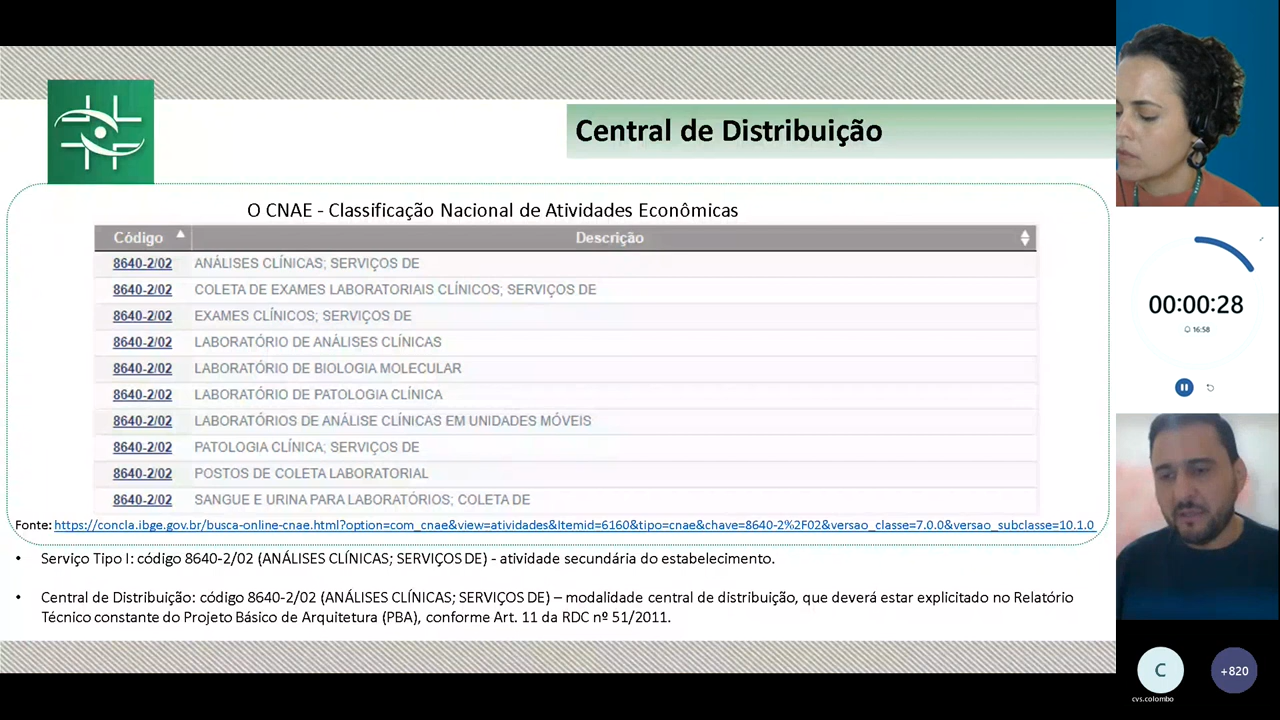 Central de Distribuição
O CNAE - Classificação Nacional de Atividades Econômicas
Código Descrição
8640-2/02 ANÁLISES CLÍNICAS; SERVIÇOS DE
8640-2/02 COLETA DE EXAMES LABORATORIAIS CLÍNICOS; SERVIÇOS DE
8640-2/02 EXAMES CLÍNICOS; SERVIÇOS DE
8640-2/02 LABORATÓRIO DE ANÁLISES CLÍNICAS
8640-2/02 LABORATÓRIO DE BIOLOGIA MOLECULAR
8640-2/02 LABORATÓRIO DE PATOLOGIA CLÍNICA
8640-2/02 LABORATÓRIOS DE ANÁLISE CLÍNICAS EM UNIDADES MÓVEIS
8640-2/02 PATOLOGIA CLÍNICA; SERVIÇOS DE
8640-2/02 POSTOS DE COLETA LABORATORIAL
8640-2/02 SANGUE E URINA PARA LABORATÓRIOS; COLETA DE
Fonte: https://concla.ibge.gov.br/busca-online-cnae.html?option=com_cnae&view=atividades&Itemid=6160&tipo=cnae&chave=8640-2%2F02&versao_classe=7.0.0&versao_subclasse=10.1.0
• Serviço Tipo I: código 8640-2/02 (ANÁLISES CLÍNICAS; SERVIÇOS DE) - atividade secundária do estabelecimento.
• Central de Distribuição: código 8640-2/02 (ANÁLISES CLÍNICAS; SERVIÇOS DE) – modalidade central de distribuição, que deverá estar explicitado no Relatório
Técnico constante do Projeto Básico de Arquitetura (PBA), conforme Art. 11 da RDC nº 51/2011.
00:00:28
16:58
C
+820
cvs.colombo